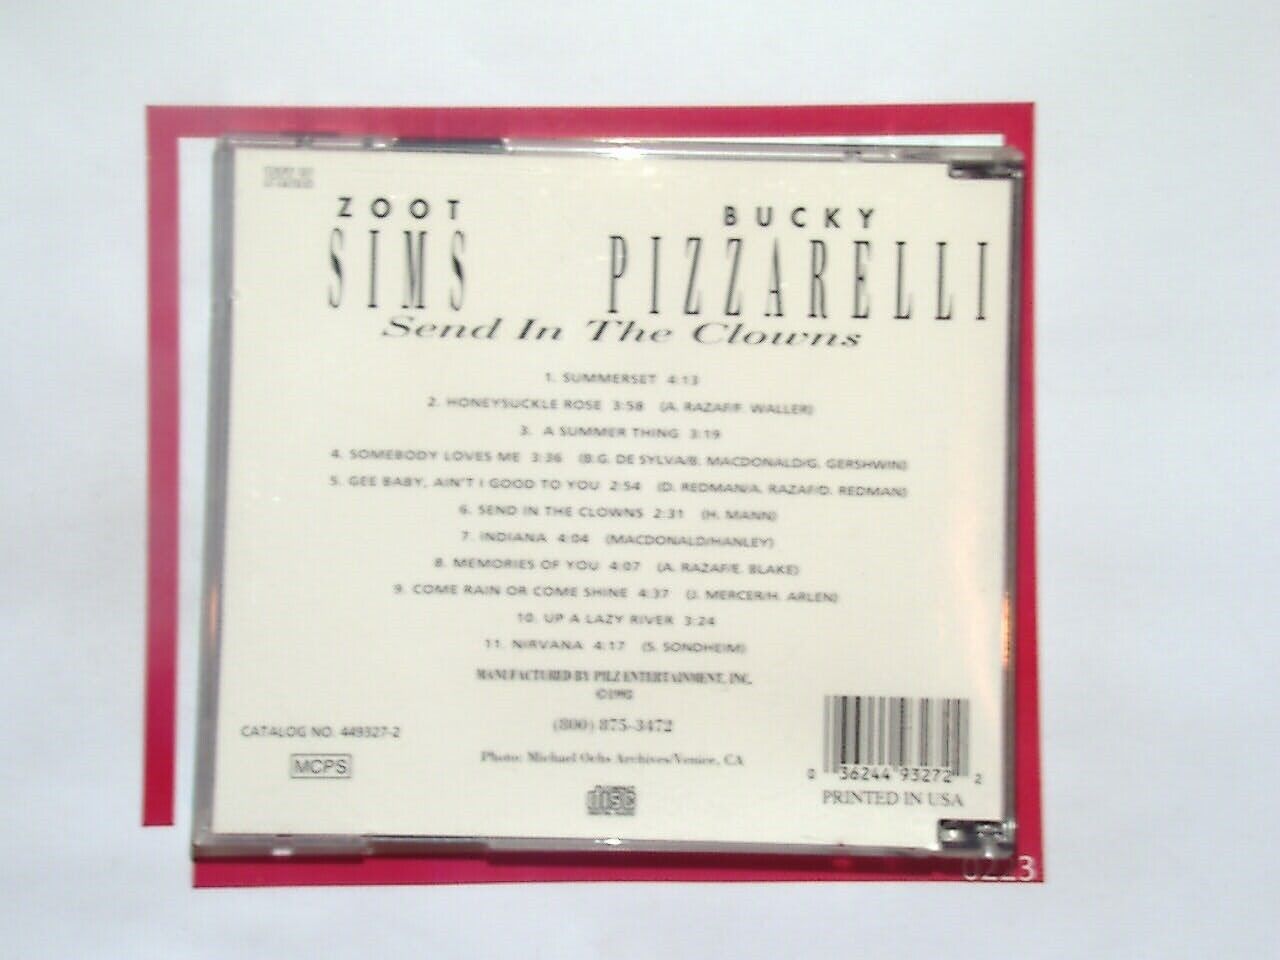 ZOOT
SIMS
BUCKY
PIZZARELLI
Send In The Clowns
1. SUMMERSET 4:13
2. HONEYSUCKLE ROSE 3:58 (A. RAZAF/F. WALLER)
3. A SUMMER THING 3:19
4. SOMEBODY LOVES ME 3:36 (B.G. DE SYLVA/B. MACDONALD/G. GERSHWIN)
5. GEE BABY, AIN'T I GOOD TO YOU 2:54 (D. REDMAN/A. RAZAF/D. REDMAN)
6. SEND IN THE CLOWNS 2:31 (H. MANN)
7. INDIANA 4:04 (MACDONALD/HANLEY)
8. MEMORIES OF YOU 4:07 (A. RAZAF/E. BLAKE)
9. COME RAIN OR COME SHINE 4:37 (J. MERCER/H. ARLEN)
10. UP A LAZY RIVER 3:24
11. NIRVANA 4:17 (S. SONDHEIM)
MANUFACTURED BY PILZ ENTERTAINMENT, INC.
(800) 875-3472
Photo: Michael Ochs Archives/Venice, CA
CATALOG NO. 449327-2
MCPS
disc
0 36244 93272 2
PRINTED IN USA
0223